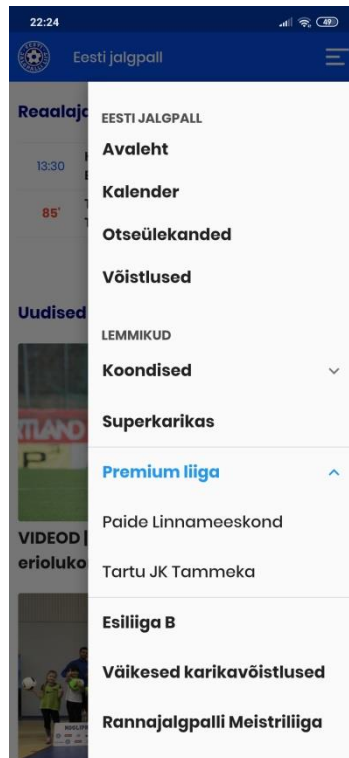 22:24
49
Eesti jalgpall
Reaalaj
13:30
85'
EESTI JALGPALL
Avaleht
Kalender
Otseülekanded
Võistlused
Uudised
LEMMIKUD
Koondised
Superkarikas
Premium liiga
Paide Linnameeskond
VIDEOD |
erioluko
Tartu JK Tammeka
Esiliiga B
Väikesed karikavõistlused
Rannajalgpalli Meistriliiga